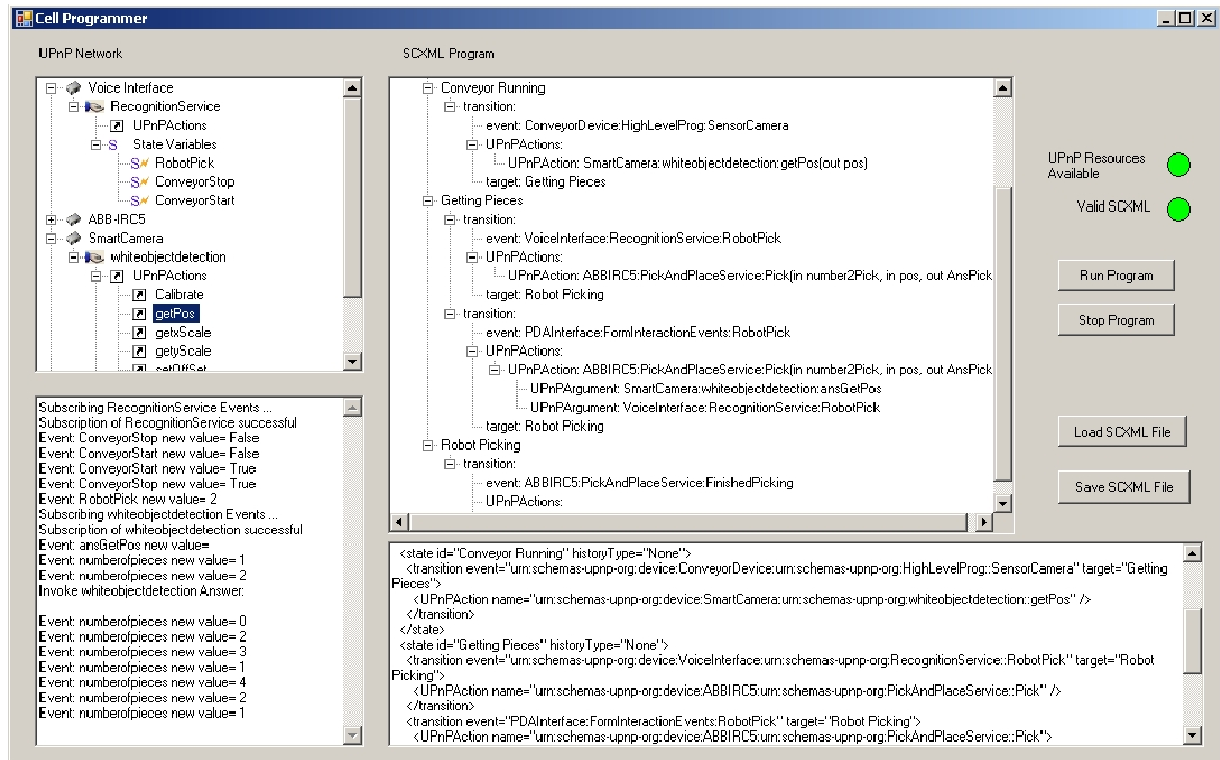 Cell Programmer
UPnP Network
Voice Interface
RecognitionService
UPnPActions
State Variables
RobotPick
ConveyorStop
ConveyorStart
ABB-IRC5
SmartCamera
whiteobjectdetection
UPnPActions
Calibrate
getPos
getxScale
getyScale
setOffSet
Subscribing RecognitionService Events ...
Subscription of RecognitionService successful
Event: ConveyorStop new value= False
Event: ConveyorStart new value= False
Event: ConveyorStart new value= True
Event: ConveyorStop new value= True
Event: RobotPick new value= 2
Subscribing whiteobjectdetection Events ...
Subscription of whiteobjectdetection successful
Event: ansGetPos new value=
Event: numberofpieces new value= 1
Event: numberofpieces new value= 2
Invoke whiteobjectdetection Answer:
Event: numberofpieces new value= 0
Event: numberofpieces new value= 2
Event: numberofpieces new value= 3
Event: numberofpieces new value= 1
Event: numberofpieces new value= 4
Event: numberofpieces new value= 2
Event: numberofpieces new value= 1
SCXML Program
Conveyor Running
transition:
event: ConveyorDevice:HighLevelProg:SensorCamera
UPnPActions:
UPnPAction: SmartCamera:whiteobjectdetection:getPos(out pos)
target: Getting Pieces
Getting Pieces
transition:
event: VoiceInterface:RecognitionService:RobotPick
UPnPActions:
UPnPAction: ABBIRC5:PickAndPlaceService:Pick(in number2Pick, in pos, out AnsPick
target: Robot Picking
transition:
event: PDAInterface:FormInteractionEvents:RobotPick
UPnPActions:
UPnPAction: ABBIRC5:PickAndPlaceService:Pick(in number2Pick, in pos, out AnsPick
UPnPArgument: SmartCamera:whiteobjectdetection:ansGetPos
UPnPArgument: VoiceInterface:RecognitionService:RobotPick
target: Robot Picking
Robot Picking
transition:
event: ABBIRC5:PickAndPlaceService:FinishedPicking
UPnPActions:
<state id="Conveyor Running" historyType="None">
<transition event="urn:schemas-upnp-org:device:ConveyorDevice:urn:schemas-upnp-org:HighLevelProg::SensorCamera" target="Getting
Pieces">
<UPnPAction name="urn:schemas-upnp-org:device:SmartCamera:urn:schemas-upnp-org:whiteobjectdetection::getPos" />
</transition>
</state>
<state id="Getting Pieces" historyType="None">
<transition event="urn:schemas-upnp-org:device:VoiceInterface:urn:schemas-upnp-org:RecognitionService::RobotPick" target="Robot
Picking">
<UPnPAction name="urn:schemas-upnp-org:device:ABBIRC5:urn:schemas-upnp-org:PickAndPlaceService::Pick" />
</transition>
<transition event="PDAInterface:FormInteractionEvents:RobotPick" target="Robot Picking">
<UPnPAction name="urn:schemas-upnp-org:device:ABBIRC5:urn:schemas-upnp-org:PickAndPlaceService::Pick">
UPnP Resources
Available
Valid SCXML
Run Program
Stop Program
Load SCXML File
Save SCXML File